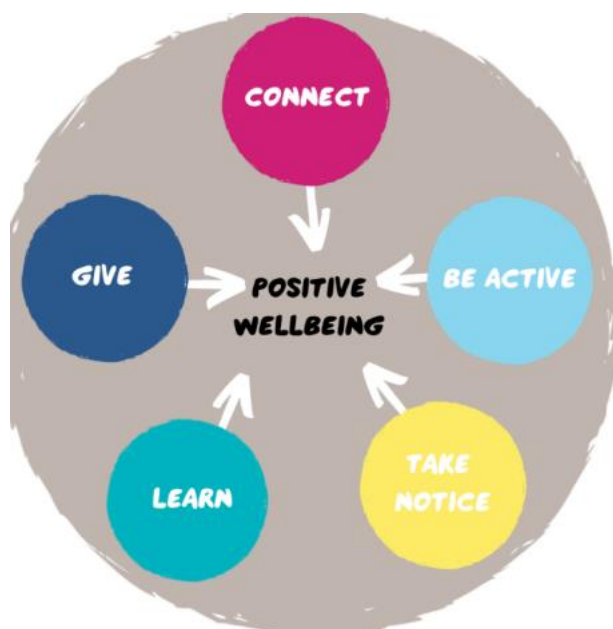 CONNECT
GIVE
BE ACTIVE
POSITIVE
WELLBEING
LEARN
TAKE
NOTICE